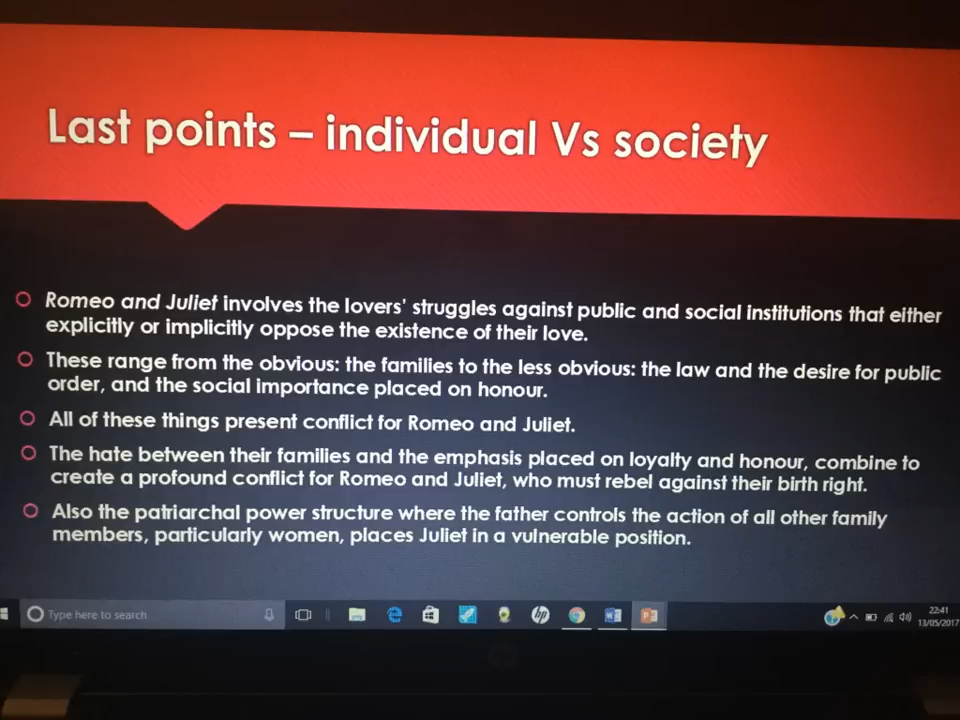 Last points – individual Vs society
Romeo and Juliet involves the lovers' struggles against public and social institutions that either
explicitly or implicitly oppose the existence of their love.
These range from the obvious: the families to the less obvious: the law and the desire for public
order, and the social importance placed on honour.
All of these things present conflict for Romeo and Juliet.
The hate between their families and the emphasis placed on loyalty and honour, combine to
create a profound conflict for Romeo and Juliet, who must rebel against their birth right.
Also the patriarchal power structure where the father controls the action of all other family
members, particularly women, places Juliet in a vulnerable position.
Type here to search
hp
22:41
13/05/2017